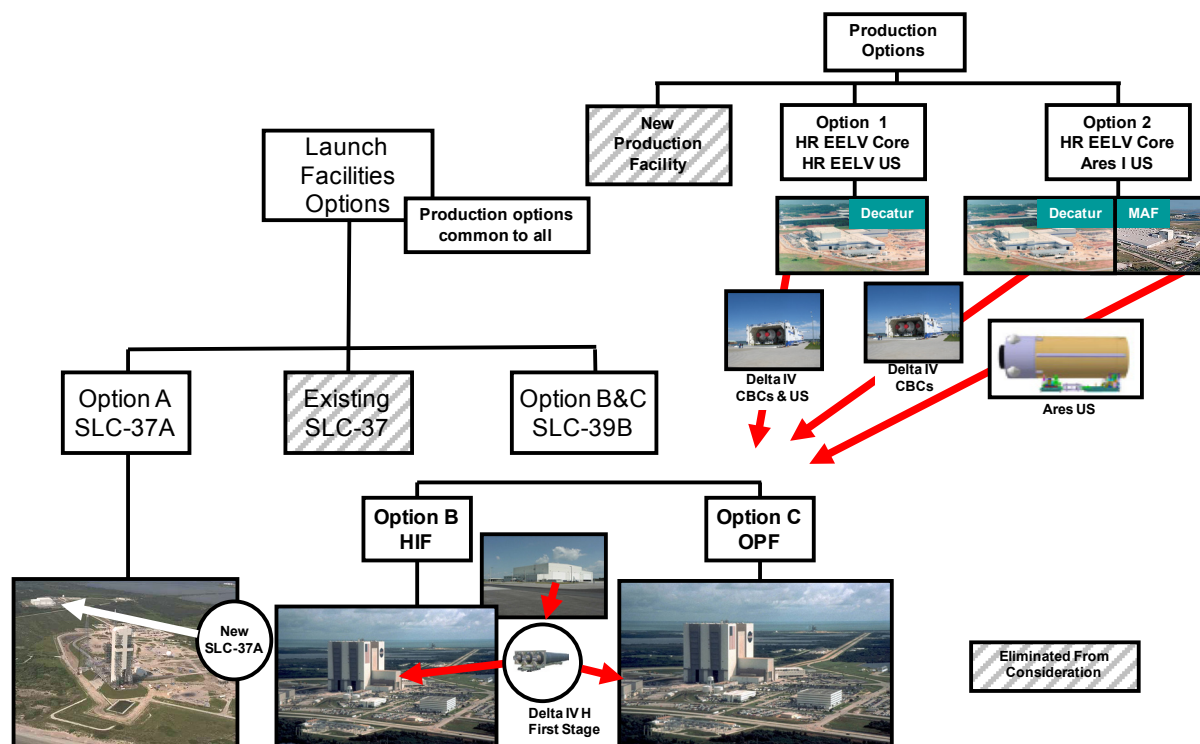 Production
Options
New
Production
Facility
Option 1
HR EELV Core
HR EELV US
Option 2
HR EELV Core
Ares I US
Launch
Facilities
Options
Production options
common to all
Decatur
Decatur
MAF
Delta IV
CBCs & US
Delta IV
CBCs
Ares US
Option A
SLC-37A
Existing
SLC-37
Option B&C
SLC-39B
Option B
HIF
Option C
OPF
New
SLC-37A
Delta IV H
First Stage
Eliminated From
Consideration